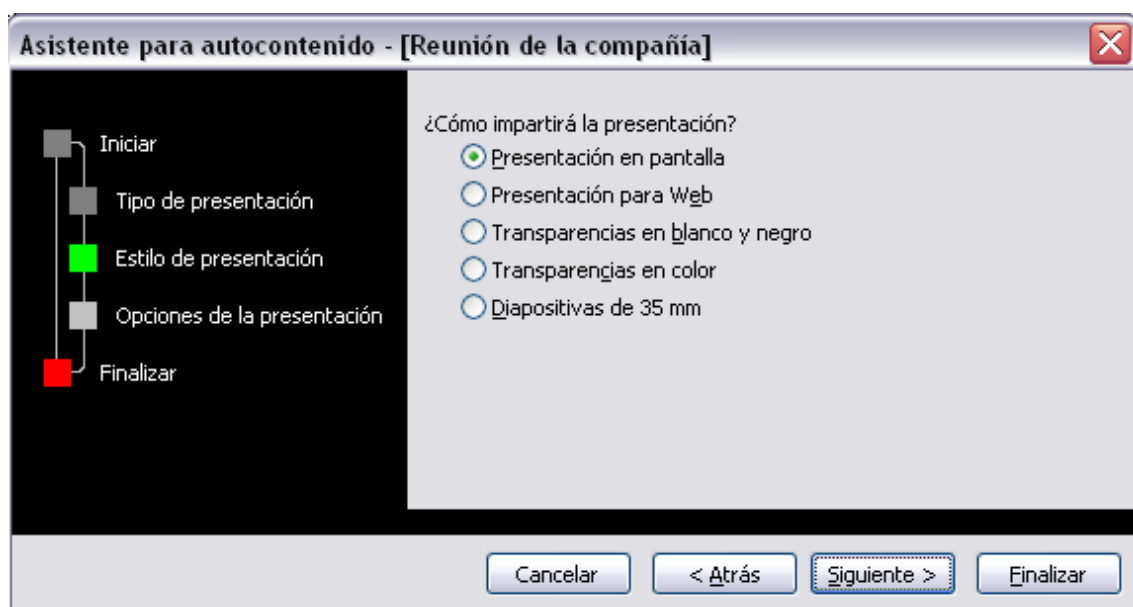 Asistente para autocontenido - [Reunión de la compañía]
Iniciar
Tipo de presentación
Estilo de presentación
Opciones de la presentación
Finalizar
¿Cómo impartirá la presentación?
Presentación en pantalla
Presentación para Web
Transparencias en blanco y negro
Transparencias en color
Diapositivas de 35 mm
Cancelar
< Atrás
Siguiente >
Finalizar